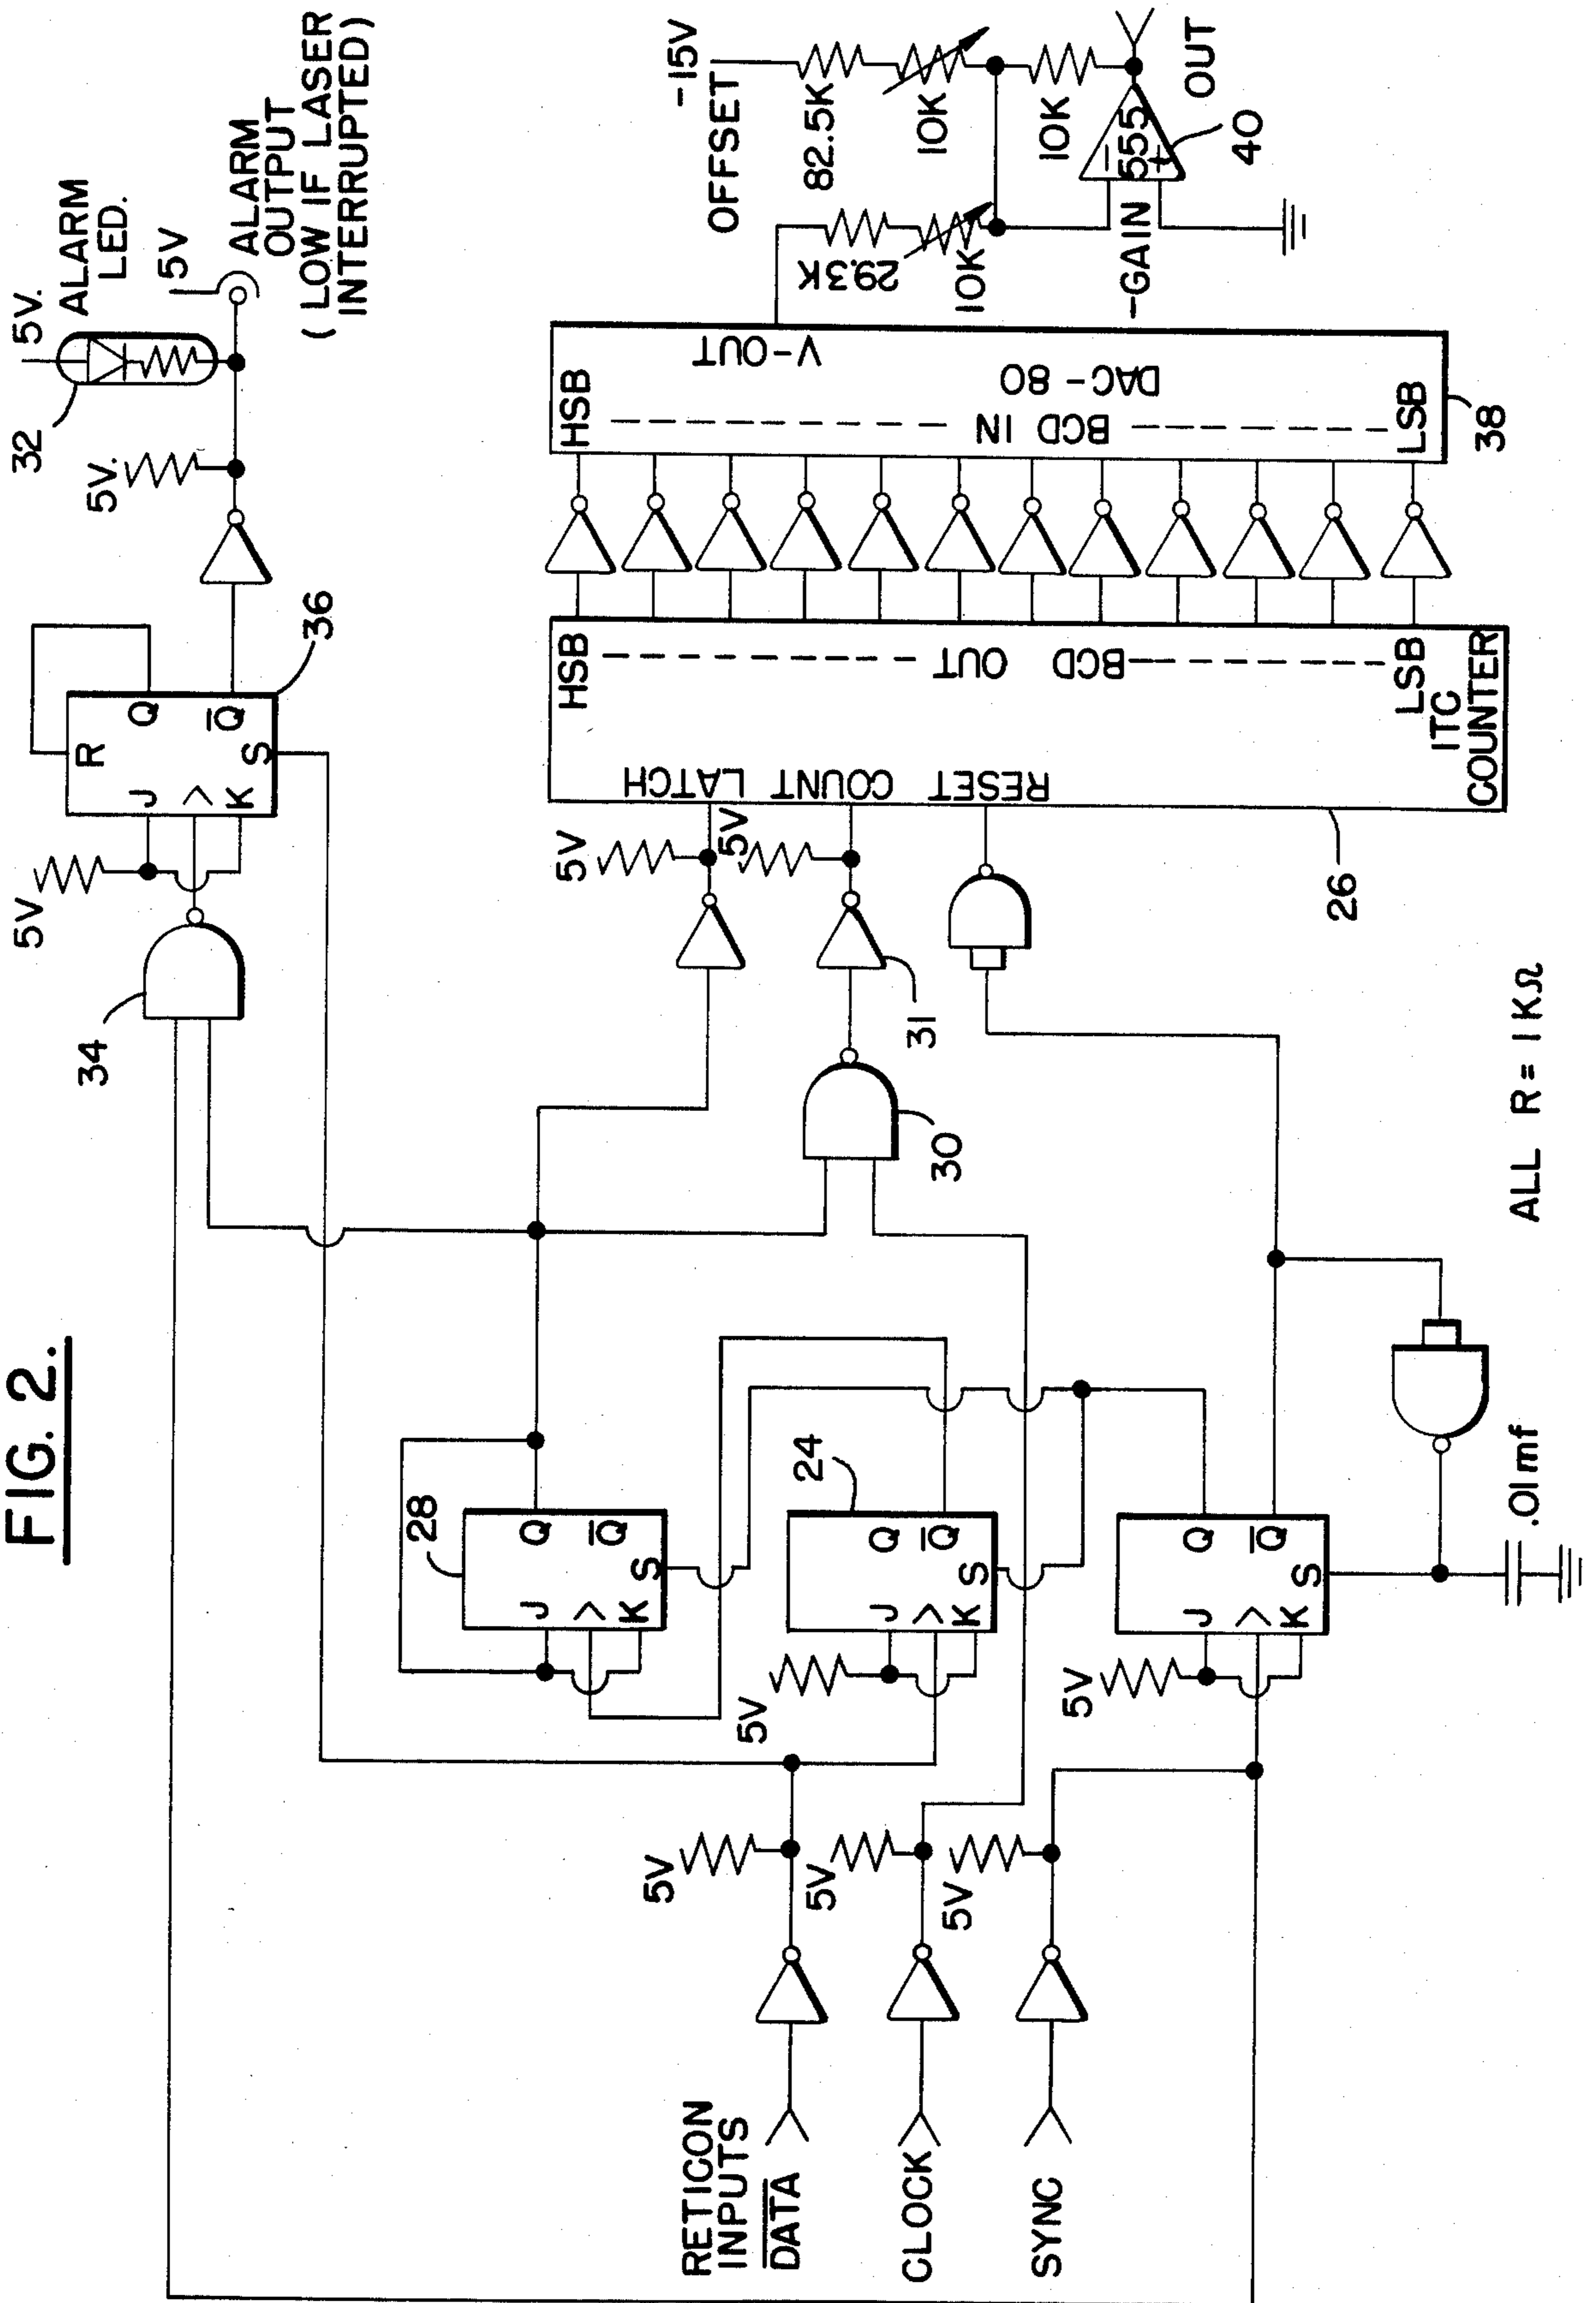 FIG. 2.
32
5V.
ALARM
LED.
5V
ALARM
OUTPUT
(LOW IF LASER
INTERRUPTED)
5V.
36
R
J
Q
K
Q
S
5V
34
-15V
OFFSET
82.5K
10K
10K
29.3K
10K
-GAIN
-
555
+
OUT
40
HSB
V-OUT
DAC-80
BCD IN
LSB
38
HSB
BCD OUT
LSB
ITC
COUNTER
LATCH
COUNT
RESET
26
5V
5V
31
30
28
J
Q
K
Q
S
24
J
Q
K
Q
S
5V
J
Q
K
Q
S
5V
.01mf
ALL R = 1KΩ
5V
5V
5V
RETICON
INPUTS
DATA
CLOCK
SYNC